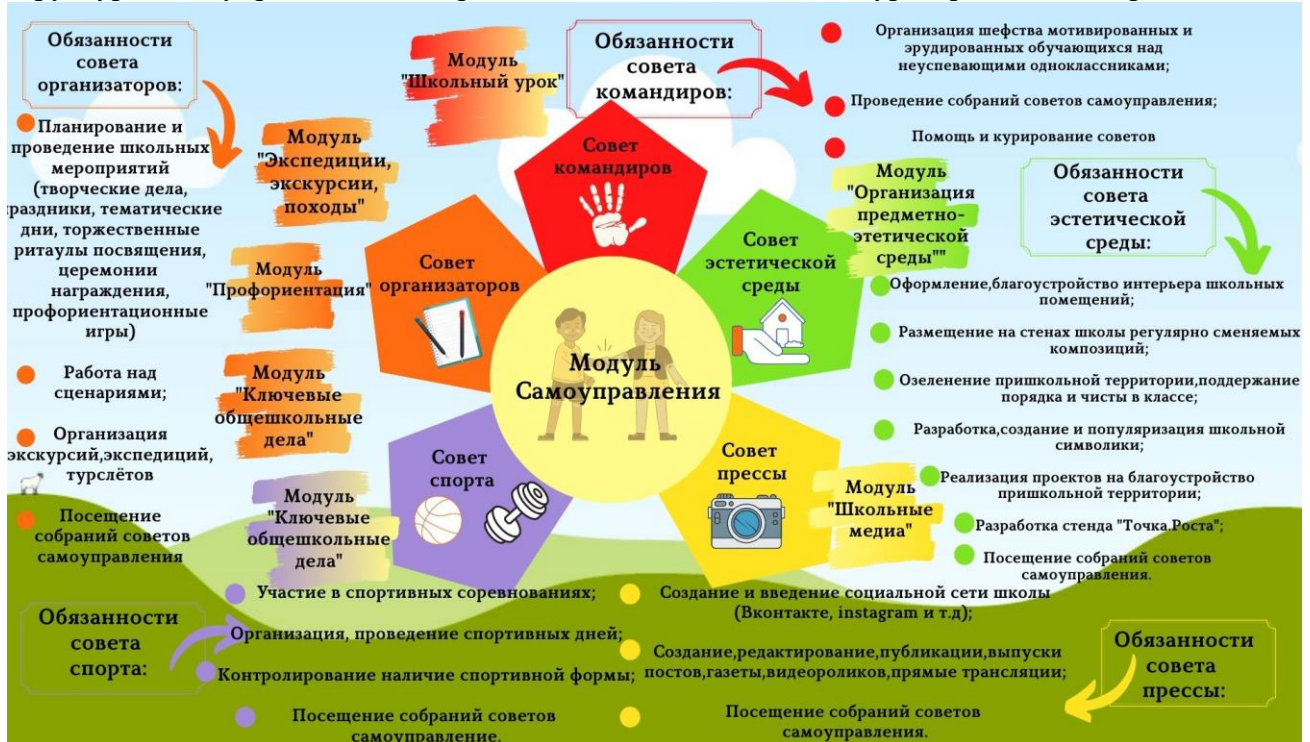 Обязанности
совета
организаторов:
Планирование и
проведение школьных
мероприятий
(творческие дела,
раздники, тематические
дни, торжественные
ритаулы посвящения,
церемонии
награждения,
профориентационные
игры)
Работа над
сценариями;
Организация
экскурсий,экспедиций,
турслётов
Посещение
собраний советов
самоуправления
Модуль
"Экспедиции,
экскурсии,
походы"
Модуль
"Профориентация"
Модуль
"Ключевые
общешкольные
дела"
Модуль
"Ключевые
общешкольные
дела"
Модуль
"Школьный урок"
Обязанности
совета
командиров:
Организация шефства мотивированных и
эрудированных обучающихся над
неуспевающими одноклассниками;
Проведение собраний советов самоуправления;
Помощь и курирование советов
Совет
командиров
Совет
организаторов
Совет
эстетической
среды
Модуль
Самоуправления
Совет
спорта
Совет
прессы
Модуль
"Организация
предметно-
этетической
среды""
Обязанности
совета
эстетической
среды:
Оформление,благоустройство интерьера школьных
помещений;
Размещение на стенах школы регулярно сменяемых
композиций;
Озеленение пришкольной территории,поддержание
порядка и чисты в классе;
Разработка,создание и популяризация школьной
символики;
Реализация проектов на благоустройство
пришкольной территории;
Разработка стенда "Точка.Роста";
Посещение собраний советов
самоуправления.
Модуль
"Школьные
медиа"
Обязанности
совета
спорта:
Участие в спортивных соревнованиях;
Организация, проведение спортивных дней;
Контролирование наличие спортивной формы;
Посещение собраний советов
самоуправление.
Создание и введение социальной сети школы
(Вконтакте, instagram и т.д);
Создание,редактирование,публикации,выпуски
постов,газеты,видеороликов,прямые трансляции;
Посещение собраний советов
самоуправления.
Обязанности
совета
прессы: